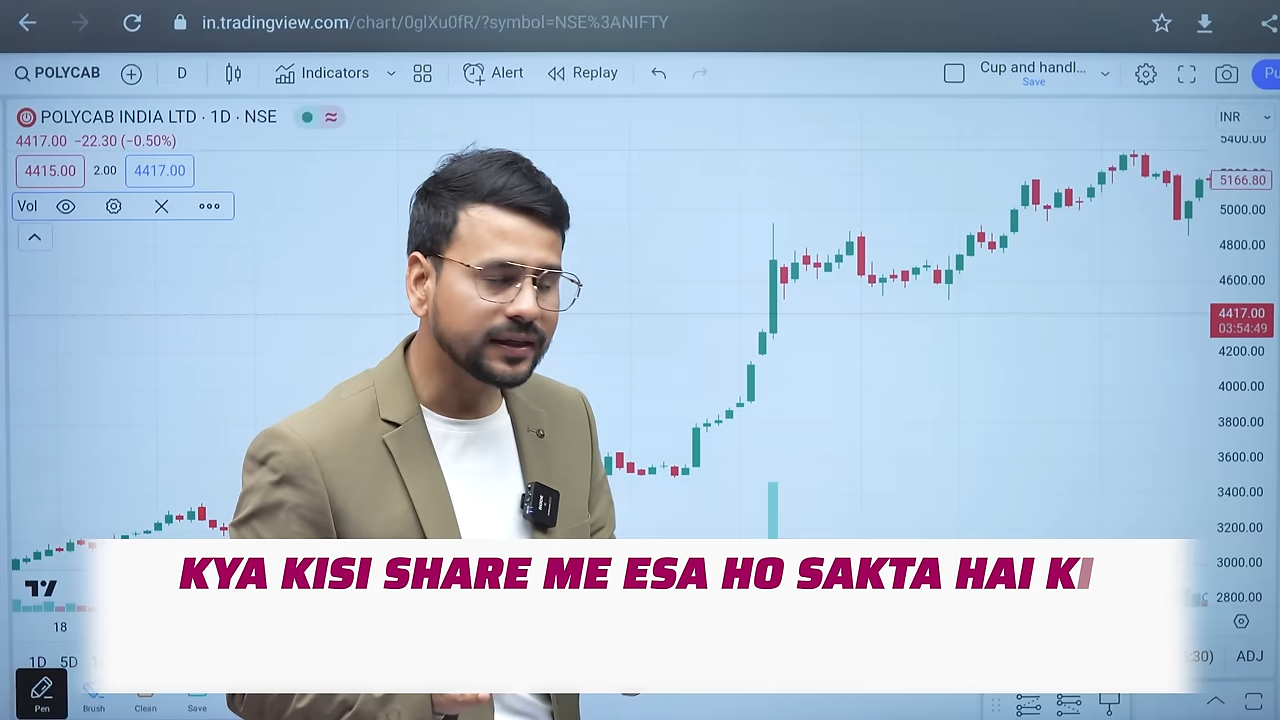 in.tradingview.com/chart/0glXu0fR/?symbol=NSE%3ANIFTY
POLYCAB
D
Indicators
Alert
Replay
Cup and handl...
Save
Pu
POLYCAB INDIA LTD · 1D · NSE
INR
4417.00 −22.30 (−0.50%)
4415.00 2.00 4417.00
Vol
5400.00
5166.80
5000.00
4800.00
4600.00
4417.00
03:54:49
4200.00
4000.00
3800.00
3600.00
3400.00
3200.00
3000.00
2800.00
KYA KISI SHARE ME ESA HO SAKTA HAI KI
18
1D 5D
:30) ADJ
Pen
Brush
Clean
Save